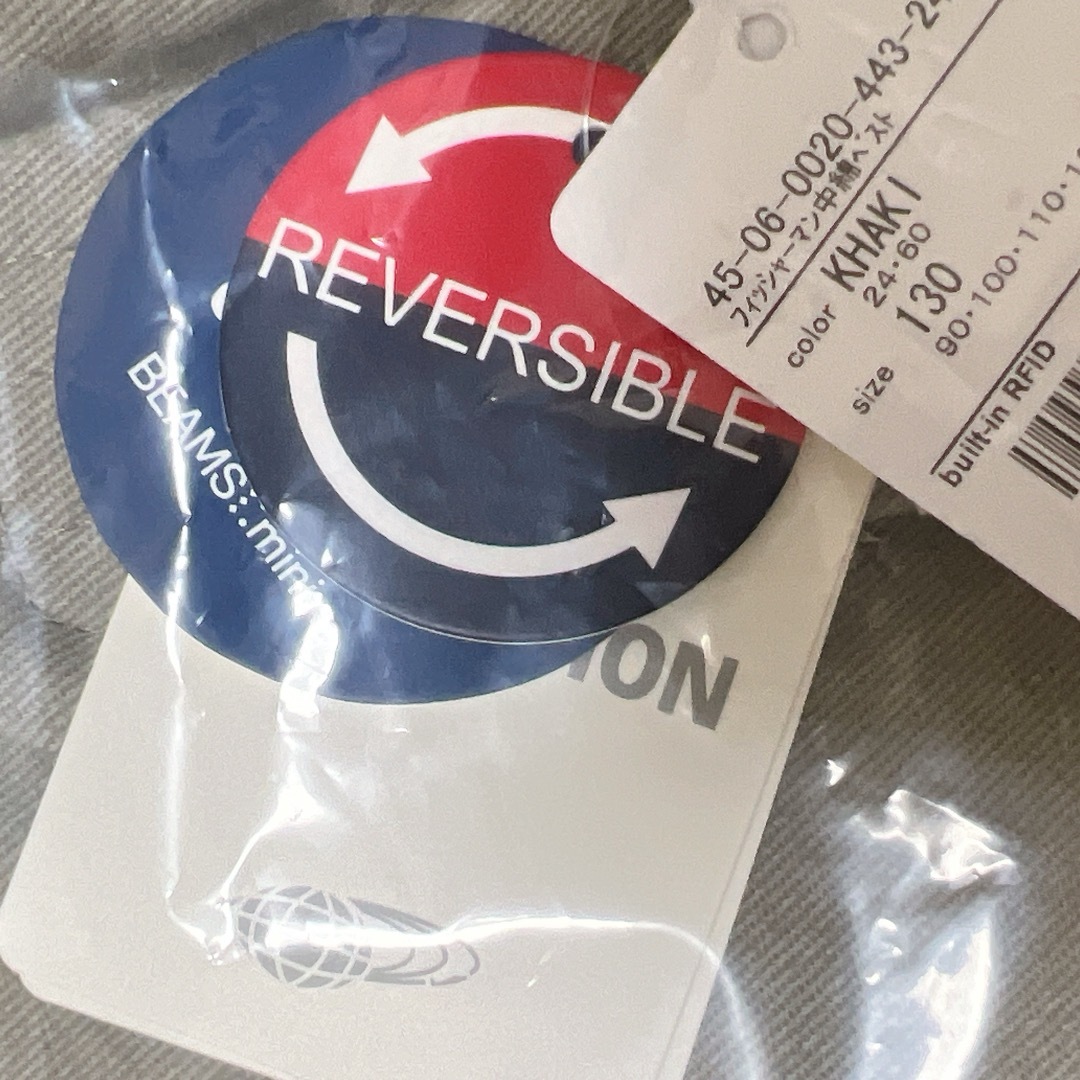 REVERSIBLE
BEAMS mini
ION
45-06-0020-443-24
フィッシャーマン中綿ベスト
color KHAKI
24・60
size 130
90・100・110・1
built-in RFID